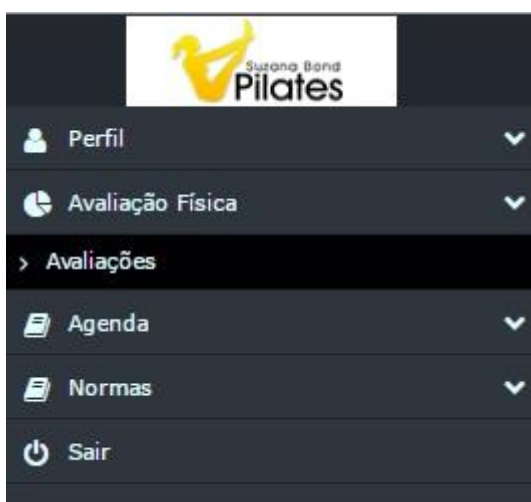 Suzana Bond
Pilates
Perfil
Avaliação Física
Avaliações
Agenda
Normas
Sair